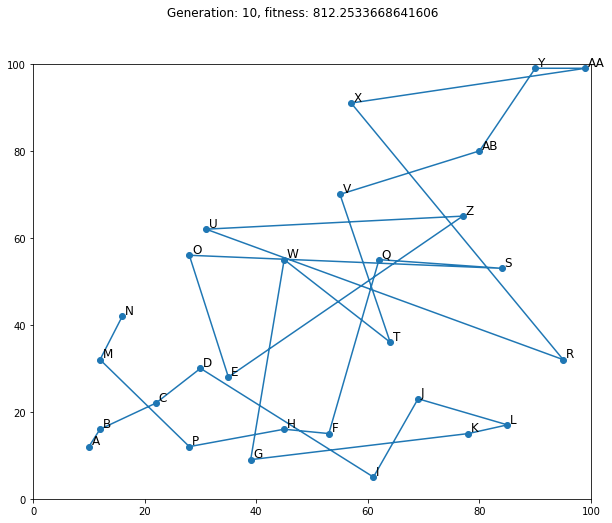 Generation: 10, fitness: 812.2533668641606
100
Y
AA
X
AB
80
V
Z
U
60
O
W
Q
S
N
40
T
M
R
D
E
J
C
20
B
L
H
F
K
A
P
G
I
0
0
20
40
60
80
100